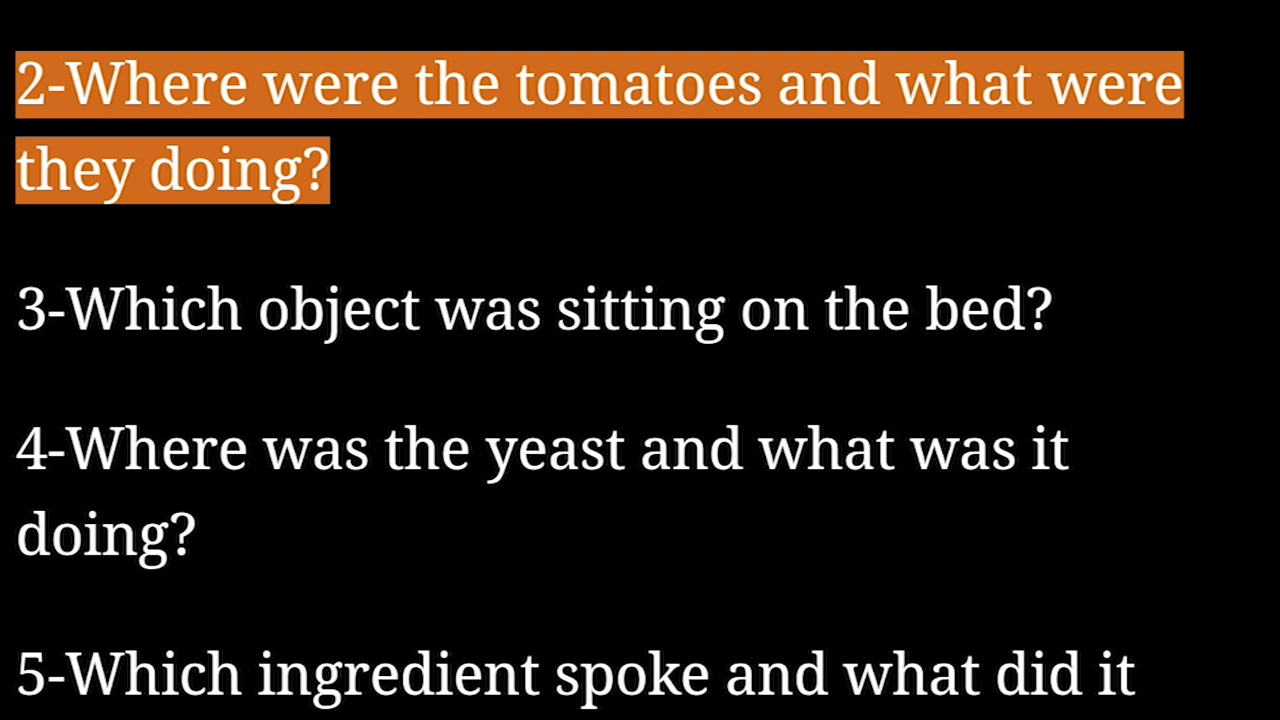 2-Where were the tomatoes and what were
they doing?
3-Which object was sitting on the bed?
4-Where was the yeast and what was it
doing?
5-Which ingredient spoke and what did it